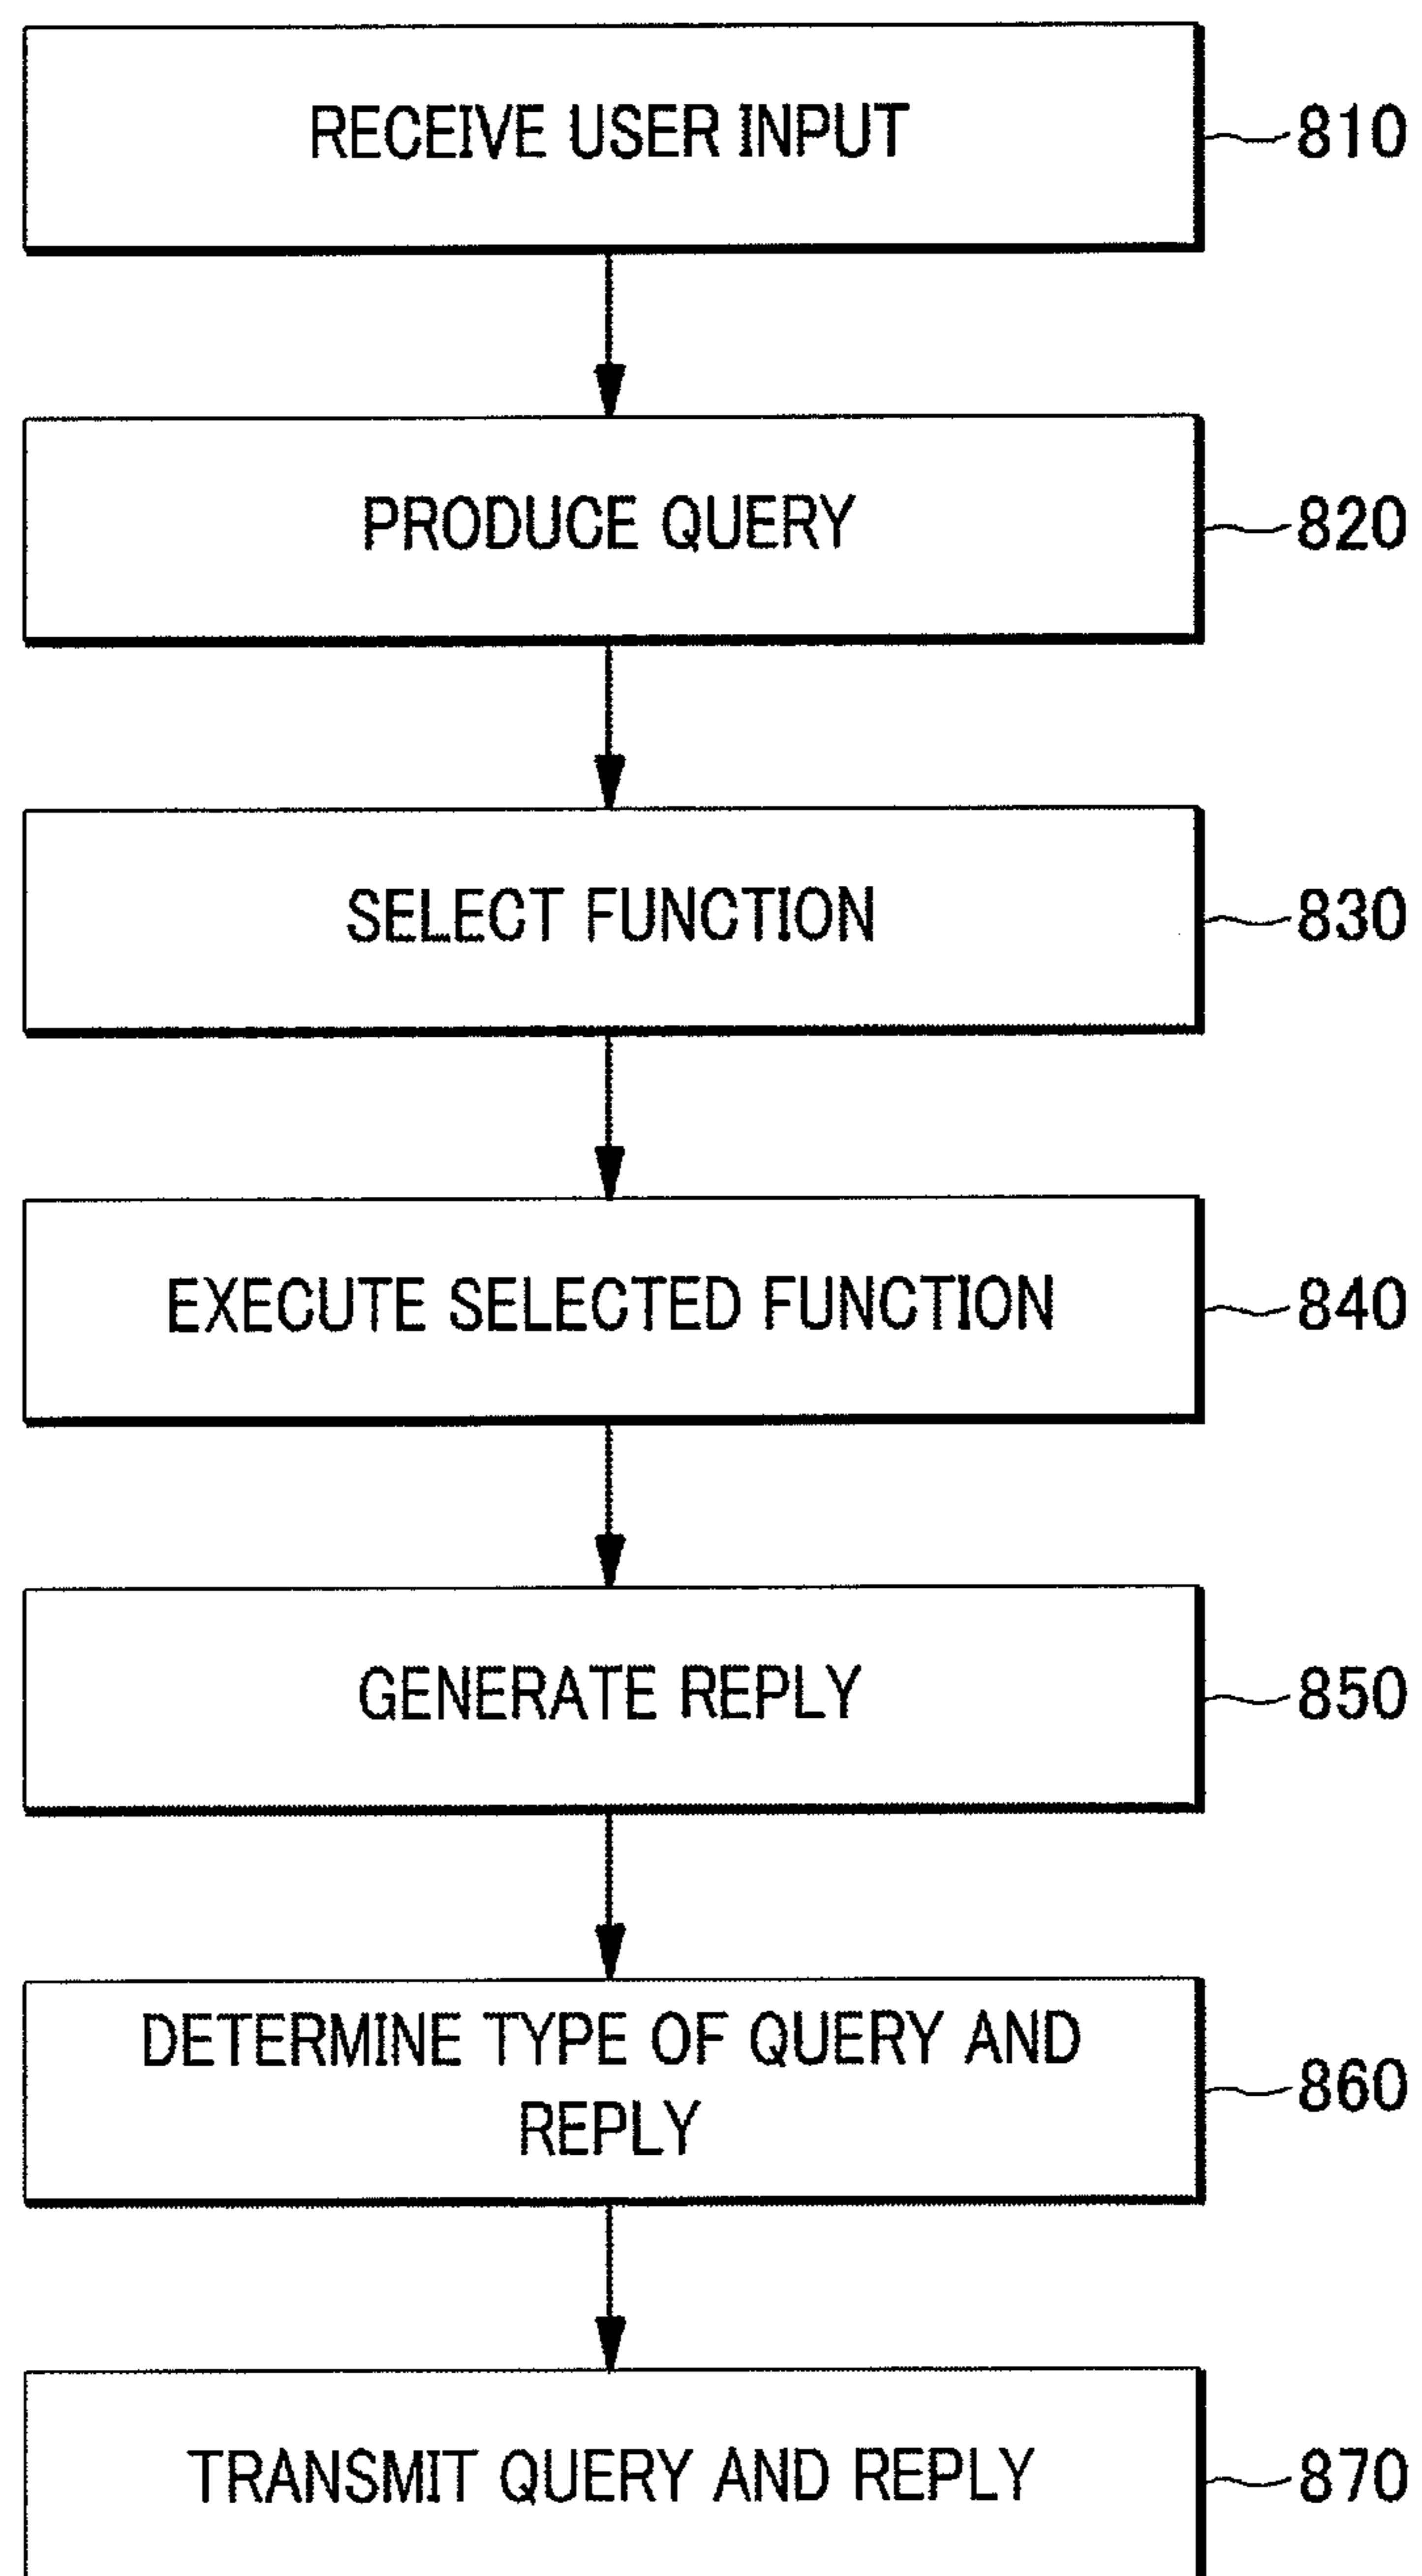 RECEIVE USER INPUT
810
PRODUCE QUERY
820
SELECT FUNCTION
830
EXECUTE SELECTED FUNCTION
840
GENERATE REPLY
850
DETERMINE TYPE OF QUERY AND
REPLY
860
TRANSMIT QUERY AND REPLY
870